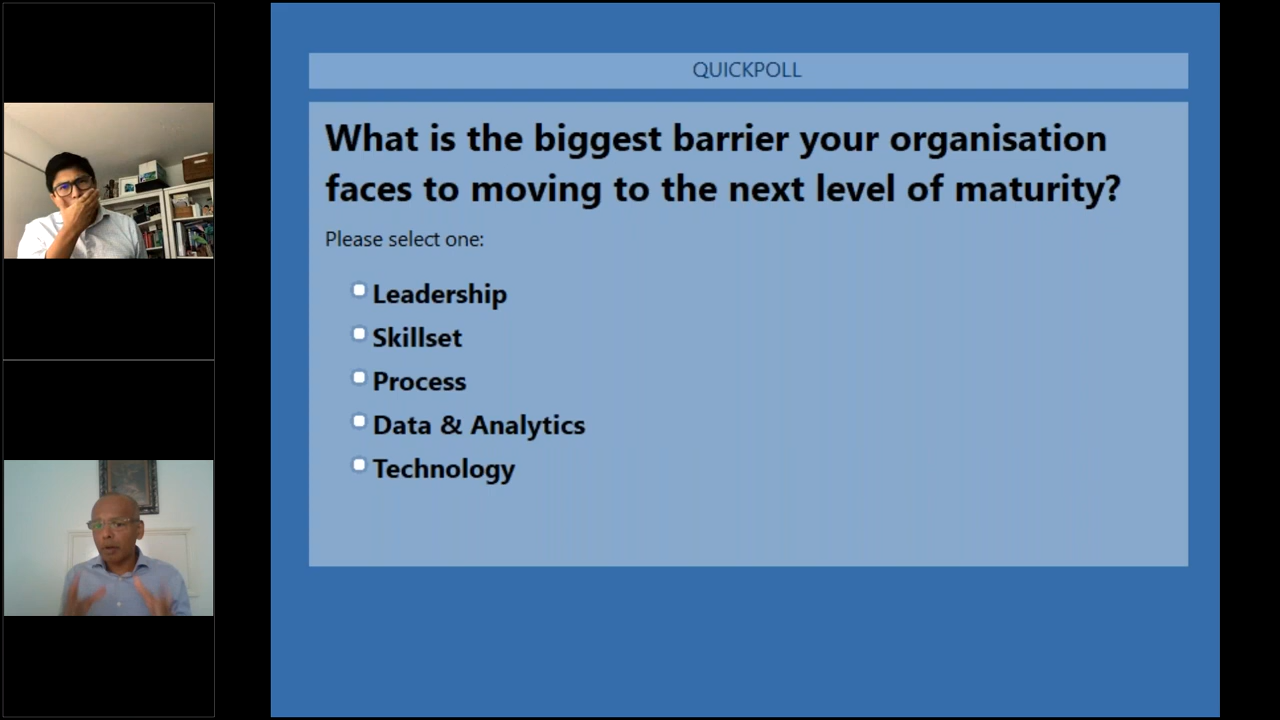 QUICKPOLL
What is the biggest barrier your organisation
faces to moving to the next level of maturity?
Please select one:
Leadership
Skillset
Process
Data & Analytics
Technology